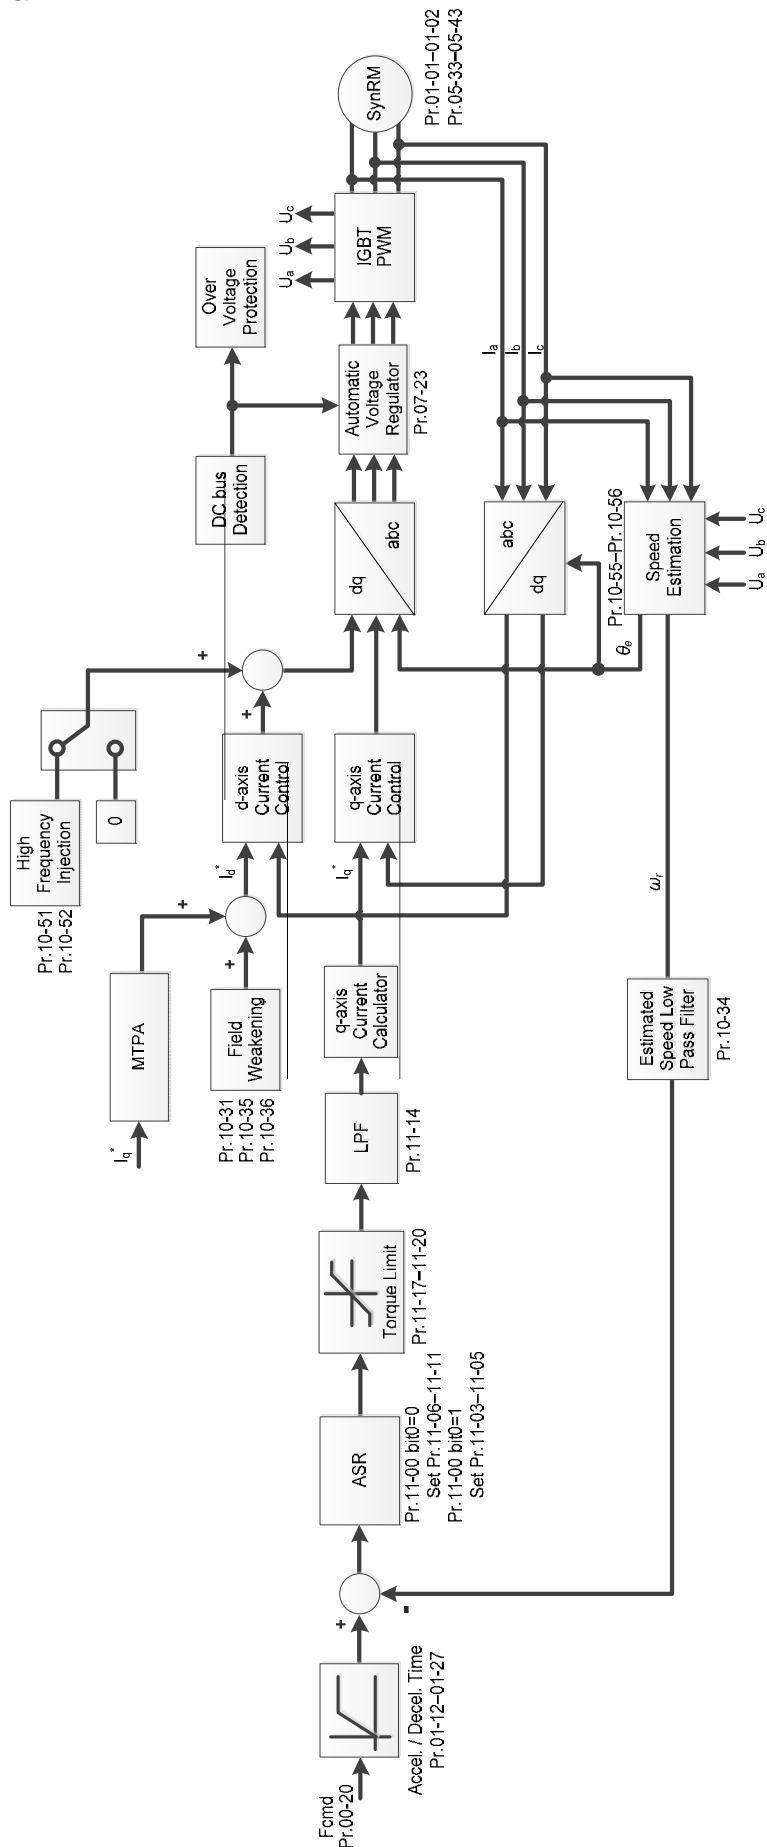 Fcmd
Pr.00-20
Accel. / Decel. Time
Pr.01-12–01-27
+
-
ASR
Pr.11-00 bit0=0
Set Pr.11-06–11-11
Pr.11-00 bit0=1
Set Pr.11-03–11-05
Torque Limit
Pr.11-17–11-20
LPF
Pr.11-14
q-axis
Current
Calculator
Iq*
q-axis
Current
Control
Iq*
MTPA
+
Field
Weakening
Pr.10-31
Pr.10-35
Pr.10-36
+
Id*
d-axis
Current
Control
High
Frequency
Injection
Pr.10-51
Pr.10-52
0
+
+
dq
abc
DC bus
Detection
Over
Voltage
Protection
Automatic
Voltage
Regulator
Pr.07-23
IGBT
PWM
Ua
Ub
Uc
SynRM
Pr.01-01–01-02
Pr.05-33–05-43
Ia
Ib
Ic
abc
dq
Pr.10-55–Pr.10-56
Speed
Estimation
Ua
Ub
Uc
θe
ωr
Estimated
Speed Low
Pass Filter
Pr.10-34